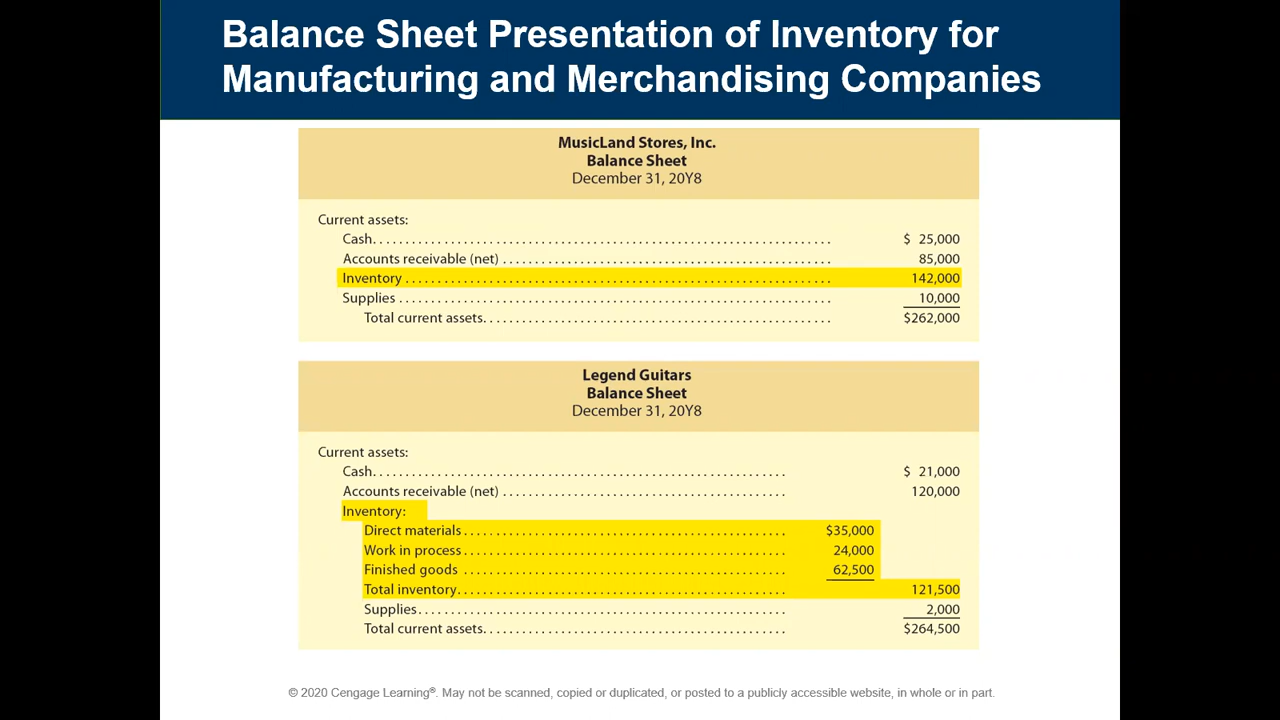 Balance Sheet Presentation of Inventory for
Manufacturing and Merchandising Companies
MusicLand Stores, Inc.
Balance Sheet
December 31, 20Y8
Current assets:
Cash $ 25,000
Accounts receivable (net) 85,000
Inventory 142,000
Supplies 10,000
Total current assets $262,000
Legend Guitars
Balance Sheet
December 31, 20Y8
Current assets:
Cash $ 21,000
Accounts receivable (net) 120,000
Inventory:
Direct materials $35,000
Work in process 24,000
Finished goods 62,500
Total inventory 121,500
Supplies 2,000
Total current assets $264,500
© 2020 Cengage Learning®. May not be scanned, copied or duplicated, or posted to a publicly accessible website, in whole or in part.